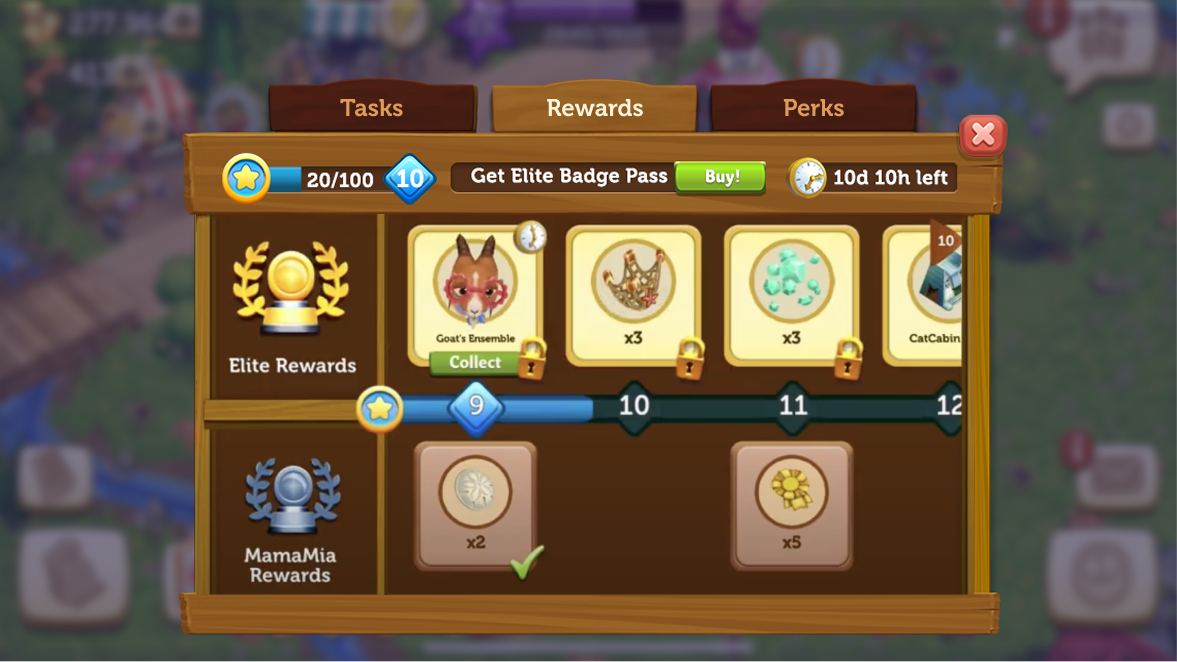 Tasks
Rewards
Perks
20/100
10
Get Elite Badge Pass
Buy!
10d 10h left
Elite Rewards
Goat's Ensemble
Collect
x3
x3
10
CatCabin
9
10
11
12
MamaMia
Rewards
x2
x5